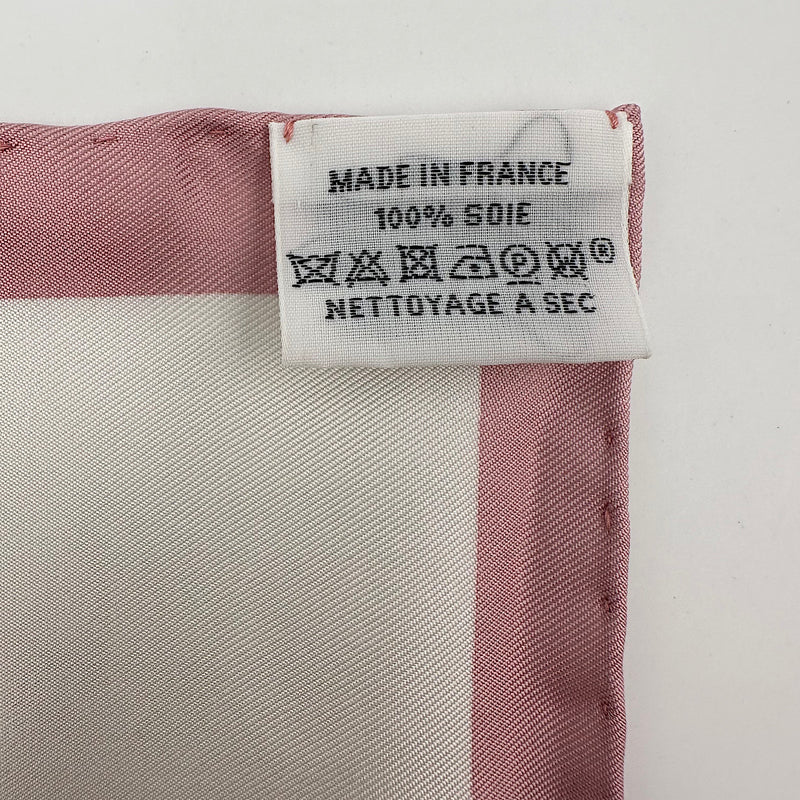 MADE IN FRANCE
100% SOIE
P ®
NETTOYAGE A SEC